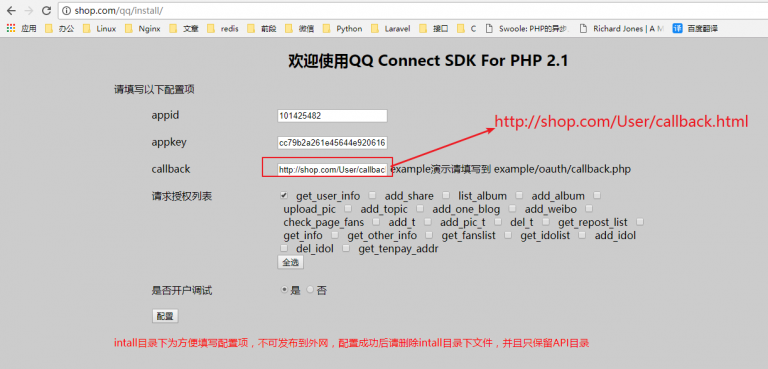 shop.com/qq/install/
应用 办公 Linux Nginx 文章 redis 前段 微信 Python Laravel 接口 C Swoole: PHP的异步 Richard Jones | A M 译 百度翻译
欢迎使用QQ Connect SDK For PHP 2.1
请填写以下配置项
appid 101425482
http://shop.com/User/callback.html
appkey cc79b2a261e45644e920616
callback http://shop.com/User/callbac example演示请填写到 example/oauth/callback.php
请求授权列表 get_user_info add_share list_album add_album
upload_pic add_topic add_one_blog add_weibo
check_page_fans add_t add_pic_t del_t get_repost_list
get_info get_other_info get_fanslist get_idolist add_idol
del_idol get_tenpay_addr
全选
是否开户调试 是 否
配置
intall目录下为方便填写配置项，不可发布到外网，配置成功后请删除intall目录下文件，并且只保留API目录